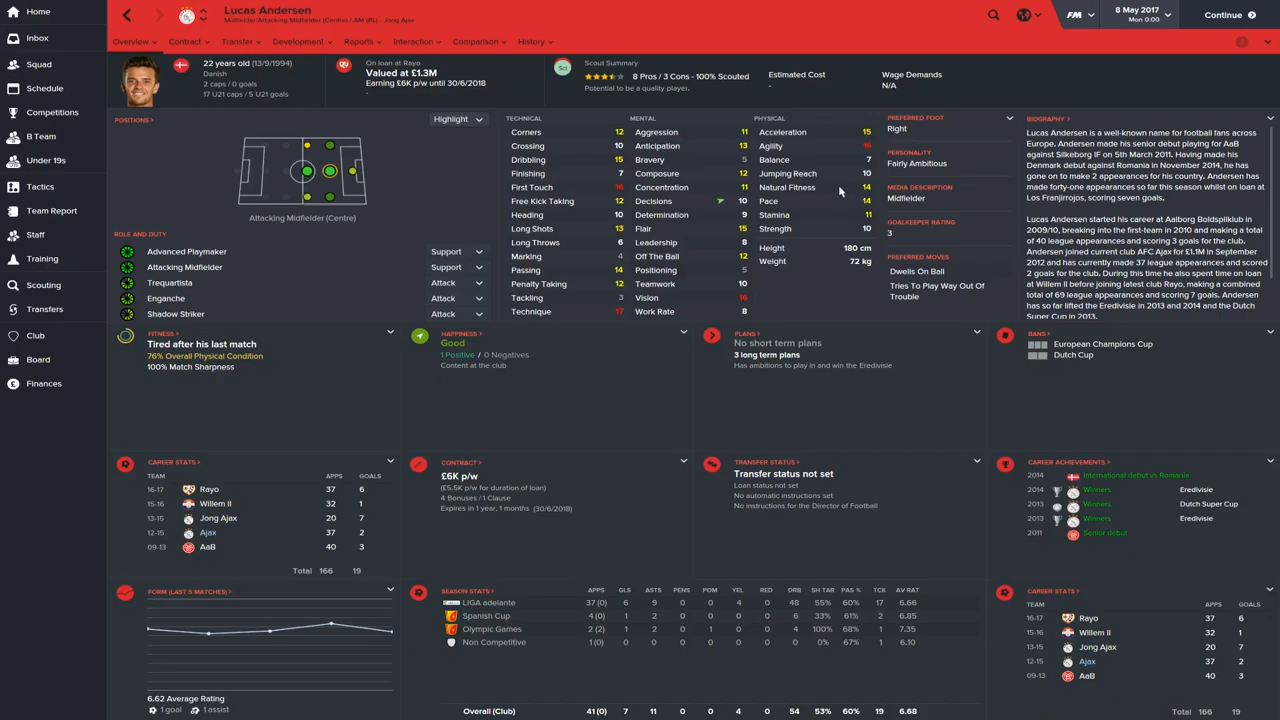 Home
Inbox
Squad
Schedule
Competitions
B Team
Under 19s
Tactics
Team Report
Staff
Training
Scouting
Transfers
Club
Board
Finances
Lucas Andersen
Midfielder/Attacking Midfielder (Centre) / AM (RL) - Jong Ajax
FM
8 May 2017
Mon 0:00
Continue
Overview Contract Transfer Development Reports Interaction Comparison History
22 years old (13/9/1994)
Danish
2 caps / 0 goals
17 U21 caps / 5 U21 goals
On loan at Rayo
Valued at £1.3M
Earning £6K p/w until 30/6/2018
-
Sct
Scout Summary
8 Pros / 3 Cons - 100% Scouted
Potential to be a quality player.
Estimated Cost
-
Wage Demands
N/A
POSITIONS >
Highlight
Attacking Midfielder (Centre)
ROLE AND DUTY
Advanced Playmaker Support
Attacking Midfielder Support
Trequartista Attack
Enganche Attack
Shadow Striker Attack
TECHNICAL
Corners 12
Crossing 10
Dribbling 15
Finishing 7
First Touch 16
Free Kick Taking 12
Heading 10
Long Shots 13
Long Throws 6
Marking 4
Passing 14
Penalty Taking 12
Tackling 3
Technique 17
MENTAL
Aggression 11
Anticipation 13
Bravery 5
Composure 12
Concentration 11
Decisions 10
Determination 9
Flair 15
Leadership 8
Off The Ball 12
Positioning 5
Teamwork 10
Vision 16
Work Rate 8
PHYSICAL
Acceleration 15
Agility 16
Balance 7
Jumping Reach 10
Natural Fitness 14
Pace 14
Stamina 11
Strength 10
Height 180 cm
Weight 72 kg
PREFERRED FOOT
Right
PERSONALITY
Fairly Ambitious
MEDIA DESCRIPTION
Midfielder
GOALKEEPER RATING
3
PREFERRED MOVES
Dwells On Ball
Tries To Play Way Out Of
Trouble
BIOGRAPHY >
Lucas Andersen is a well-known name for football fans across
Europe. Andersen made his senior debut playing for AaB
against Silkeborg IF on 5th March 2011. Having made his
Denmark debut against Romania in November 2014, he has
gone on to make 2 appearances for his country. Andersen has
made forty-one appearances so far this season whilst on loan at
Los Franjirrojos, scoring seven goals.
Lucas Andersen started his career at Aalborg Boldspilklub in
2009/10, breaking into the first-team in 2010 and making a total
of 40 league appearances and scoring 3 goals for the club.
Andersen joined current club AFC Ajax for £1.1M in September
2012 and has currently made 37 league appearances and scored
2 goals for the club. During this time he also spent time on loan
at Willem II before joining latest club Rayo, making a combined
total of 69 league appearances and scoring 7 goals. Andersen
has so far lifted the Eredivisie in 2013 and 2014 and the Dutch
Super Cup in 2013.
FITNESS >
Tired after his last match
76% Overall Physical Condition
100% Match Sharpness
HAPPINESS >
Good
1 Positive / 0 Negatives
Content at the club
PLANS >
No short term plans
3 long term plans
Has ambitions to play in and win the Eredivisie
BANS >
European Champions Cup
Dutch Cup
CAREER STATS >
TEAM APPS GOALS
16-17 Rayo 37 6
15-16 Willem II 32 1
13-15 Jong Ajax 20 7
12-15 Ajax 37 2
09-13 AaB 40 3
Total 166 19
CONTRACT >
£6K p/w
(£5.5K p/w for duration of loan)
4 Bonuses / 1 Clause
Expires in 1 year, 1 months (30/6/2018)
TRANSFER STATUS >
Transfer status not set
Loan status not set
No automatic instructions set
No instructions for the Director of Football
CAREER ACHIEVEMENTS >
2014 International debut vs Romania
2014 Winners Eredivisie
2013 Winners Dutch Super Cup
2013 Winners Eredivisie
2011 Senior debut
FORM (LAST 5 MATCHES) >
6.62 Average Rating
1 goal 1 assist
SEASON STATS > APPS GLS ASTS PENS POM YEL RED DRB SH TAR PAS % TCK AV RAT
LIGA adelante 37 (0) 6 9 0 0 4 0 48 55% 60% 17 6.66
Spanish Cup 4 (0) 1 2 0 0 0 0 6 33% 61% 2 6.85
Olympic Games 2 (2) 1 2 0 1 0 0 4 100% 68% 1 7.35
Non Competitive 1 (0) 0 0 0 0 0 0 0 0% 67% 1 6.10
Overall (Club) 41 (0) 7 11 0 0 4 0 54 53% 60% 19 6.68
CAREER STATS >
TEAM APPS GOALS
16-17 Rayo 37 6
15-16 Willem II 32 1
13-15 Jong Ajax 20 7
12-15 Ajax 37 2
09-13 AaB 40 3
Total 166 19